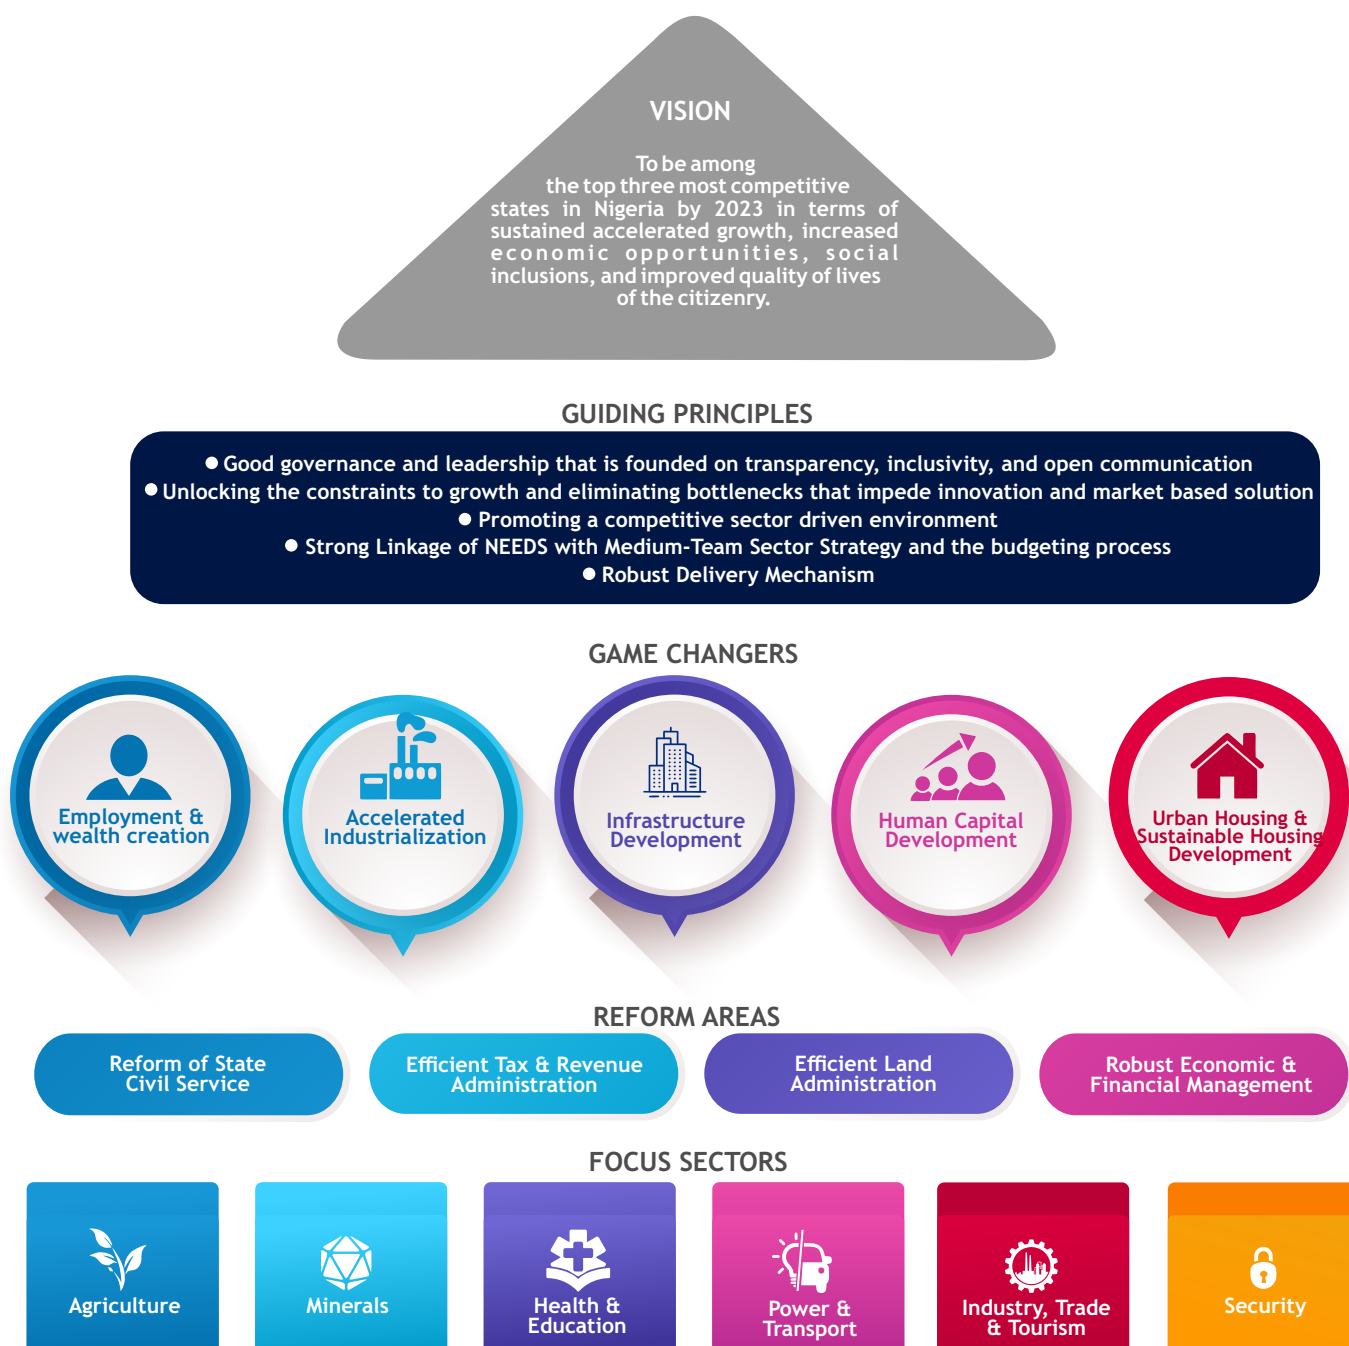 VISION
To be among
the top three most competitive
states in Nigeria by 2023 in terms of
sustained accelerated growth, increased
economic opportunities, social
inclusions, and improved quality of lives
of the citizenry.
GUIDING PRINCIPLES
● Good governance and leadership that is founded on transparency, inclusivity, and open communication
● Unlocking the constraints to growth and eliminating bottlenecks that impede innovation and market based solution
● Promoting a competitive sector driven environment
● Strong Linkage of NEEDS with Medium-Team Sector Strategy and the budgeting process
● Robust Delivery Mechanism
GAME CHANGERS
Employment &
wealth creation
Accelerated
Industrialization
Infrastructure
Development
Human Capital
Development
Urban Housing &
Sustainable Housing
Development
REFORM AREAS
Reform of State
Civil Service
Efficient Tax & Revenue
Administration
Efficient Land
Administration
Robust Economic &
Financial Management
FOCUS SECTORS
Agriculture
Minerals
Health &
Education
Power &
Transport
Industry, Trade
& Tourism
Security